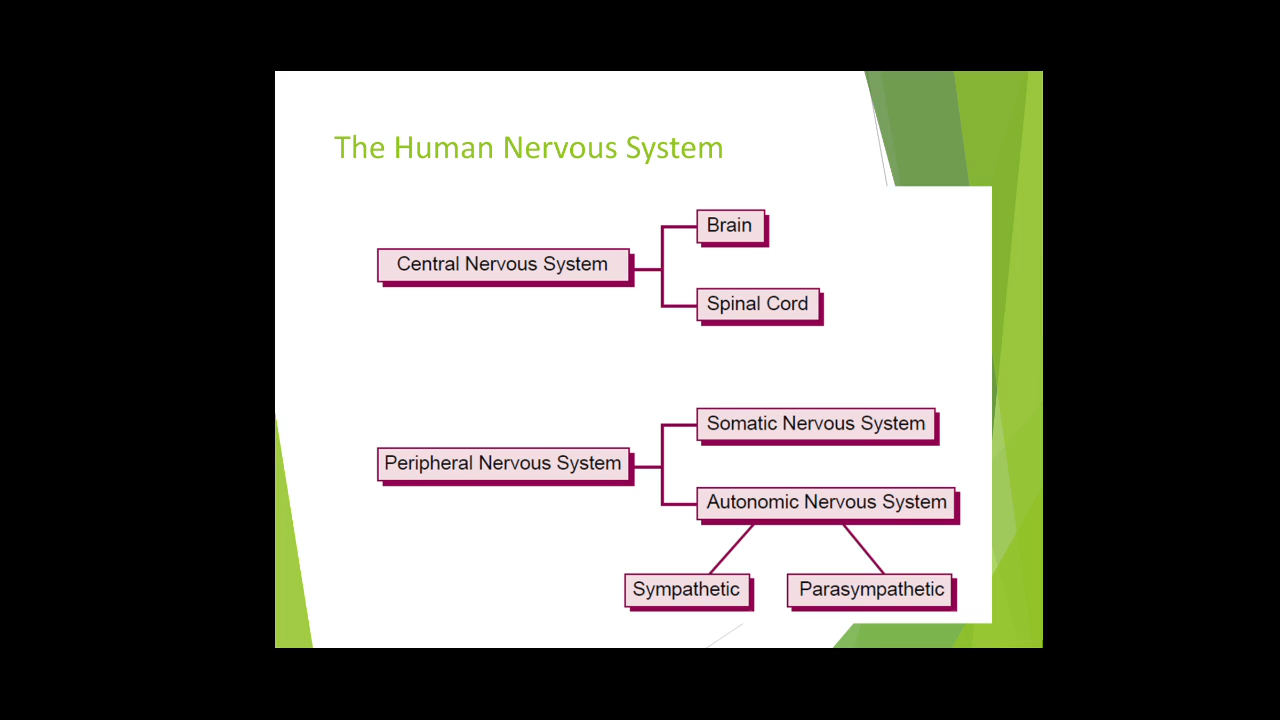 The Human Nervous System
Brain
Central Nervous System
Spinal Cord
Somatic Nervous System
Peripheral Nervous System
Autonomic Nervous System
Sympathetic
Parasympathetic